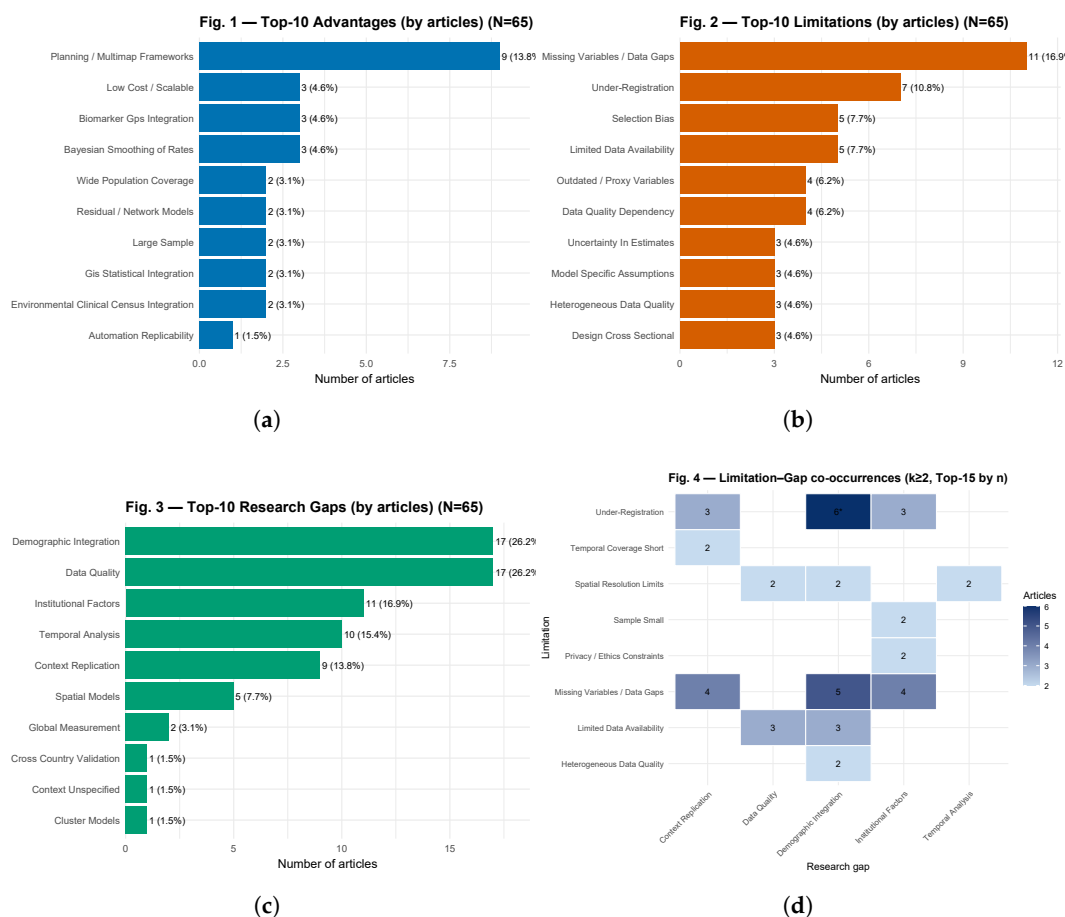 Fig. 1 — Top-10 Advantages (by articles) (N=65)
Planning / Multimap Frameworks
9 (13.8%
Low Cost / Scalable
3 (4.6%)
Biomarker Gps Integration
3 (4.6%)
Bayesian Smoothing of Rates
3 (4.6%)
Wide Population Coverage
2 (3.1%)
Residual / Network Models
2 (3.1%)
Large Sample
2 (3.1%)
Gis Statistical Integration
2 (3.1%)
Environmental Clinical Census Integration
2 (3.1%)
Automation Replicability
1 (1.5%)
0.0
2.5
5.0
7.5
Number of articles
(a)
Fig. 2 — Top-10 Limitations (by articles) (N=65)
Missing Variables / Data Gaps
11 (16.9%
Under-Registration
7 (10.8%)
Selection Bias
5 (7.7%)
Limited Data Availability
5 (7.7%)
Outdated / Proxy Variables
4 (6.2%)
Data Quality Dependency
4 (6.2%)
Uncertainty In Estimates
3 (4.6%)
Model Specific Assumptions
3 (4.6%)
Heterogeneous Data Quality
3 (4.6%)
Design Cross Sectional
3 (4.6%)
0
3
6
9
12
Number of articles
(b)
Fig. 3 — Top-10 Research Gaps (by articles) (N=65)
Demographic Integration
17 (26.2%
Data Quality
17 (26.2%
Institutional Factors
11 (16.9%)
Temporal Analysis
10 (15.4%)
Context Replication
9 (13.8%)
Spatial Models
5 (7.7%)
Global Measurement
2 (3.1%)
Cross Country Validation
1 (1.5%)
Context Unspecified
1 (1.5%)
Cluster Models
1 (1.5%)
0
5
10
15
Number of articles
(c)
Fig. 4 — Limitation–Gap co-occurrences (k≥2, Top-15 by n)
Limitation
Under-Registration
3
6*
3
Temporal Coverage Short
2
Spatial Resolution Limits
2
2
2
Sample Small
2
Privacy / Ethics Constraints
2
Missing Variables / Data Gaps
4
5
4
Limited Data Availability
3
3
Heterogeneous Data Quality
2
Context Replication
Data Quality
Demographic Integration
Institutional Factors
Temporal Analysis
Research gap
Articles
6
5
4
3
2
(d)